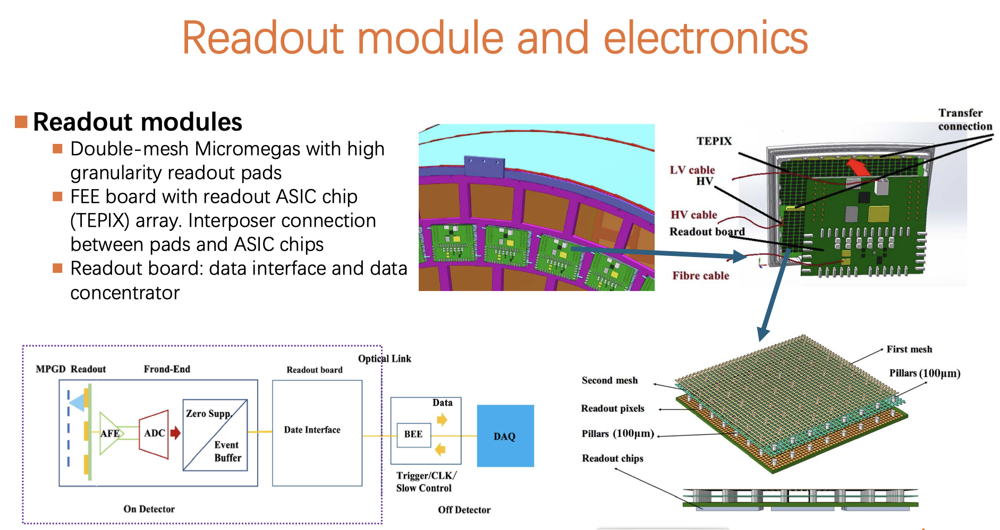 Readout module and electronics
Readout modules
Double-mesh Micromegas with high
granularity readout pads
FEE board with readout ASIC chip
(TEPIX) array. Interposer connection
between pads and ASIC chips
Readout board: data interface and data
concentrator
Transfer
connection
TEPIX
LV cable
HV
HV cable
Readout board
Fibre cable
MPGD Readout
Frond-End
Readout board
Optical Link
AFE
ADC
Zero Supp.
Event
Buffer
Date Interface
Data
BEE
DAQ
Trigger/CLK/
Slow Control
On Detector
Off Detector
First mesh
Pillars (100μm)
Second mesh
Readout pixels
Pillars (100μm)
Readout chips